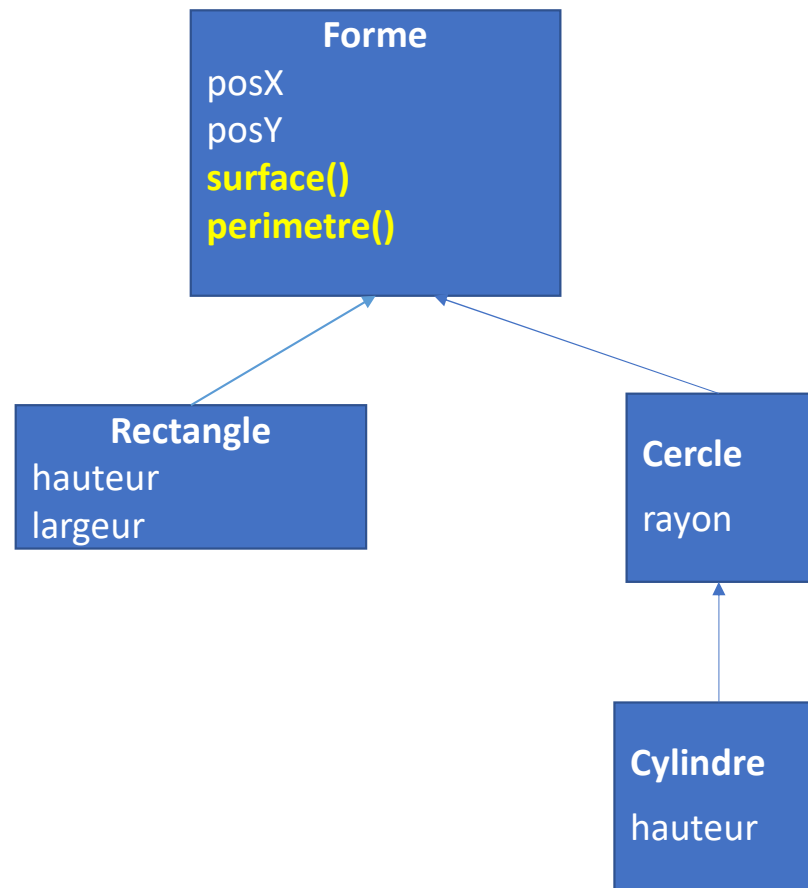 Forme
posX
posY
surface()
perimetre()
Rectangle
hauteur
largeur
Cercle
rayon
Cylindre
hauteur